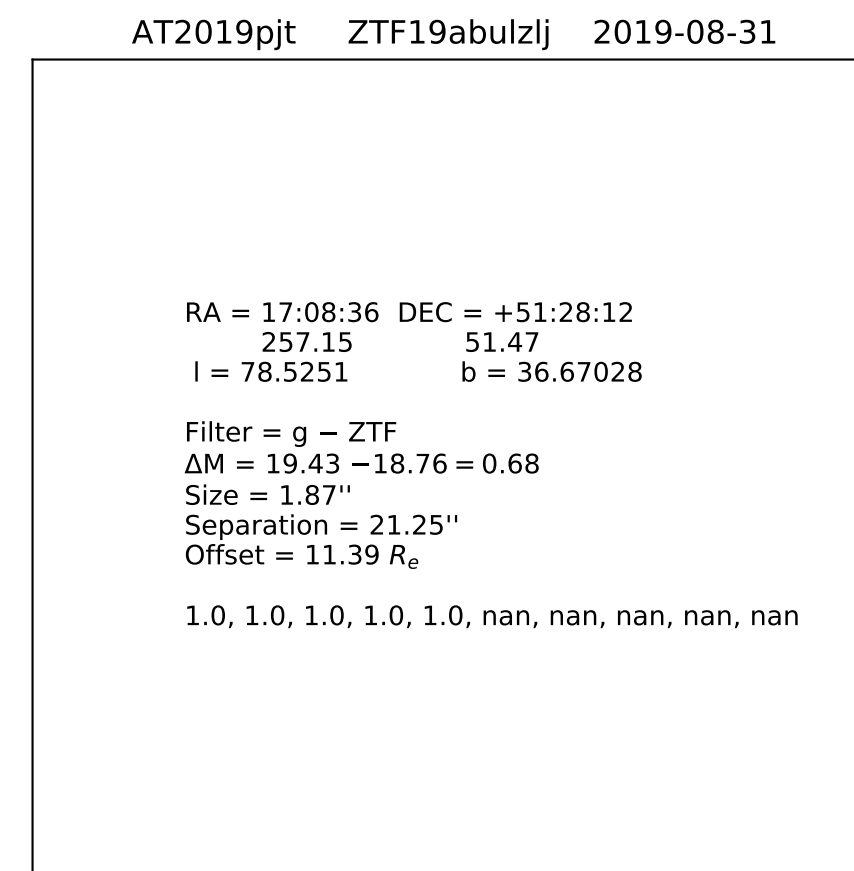 AT2019pjt ZTF19abulzlj 2019-08-31
RA = 17:08:36 DEC = +51:28:12
257.15 51.47
l = 78.5251 b = 36.67028
Filter = g − ZTF
ΔM = 19.43 −18.76 = 0.68
Size = 1.87''
Separation = 21.25''
Offset = 11.39 Re
1.0, 1.0, 1.0, 1.0, 1.0, nan, nan, nan, nan, nan